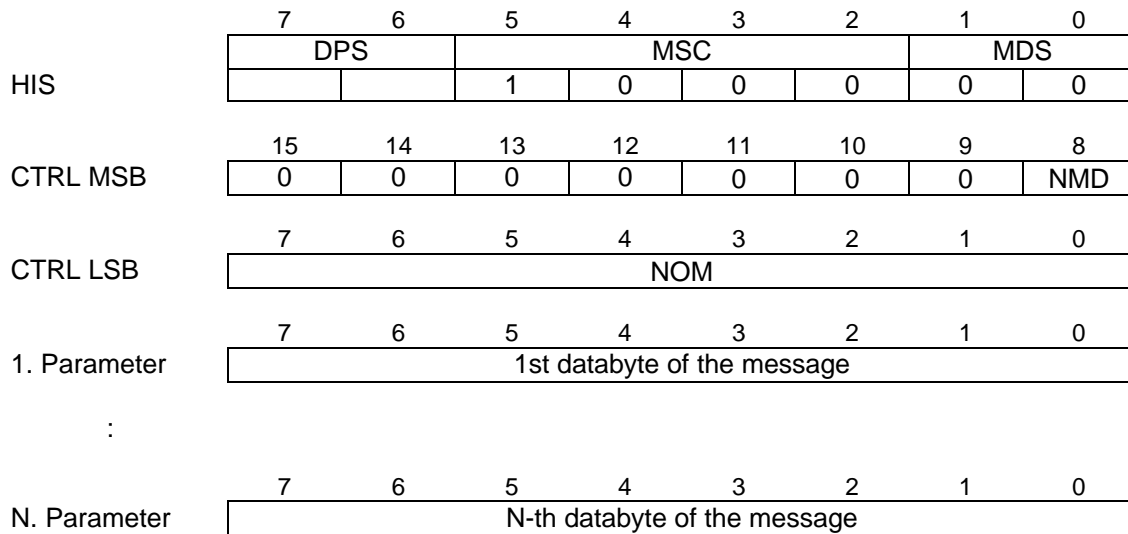 7 6 5 4 3 2 1 0
DPS MSC MDS
HIS 1 0 0 0 0 0
15 14 13 12 11 10 9 8
CTRL MSB 0 0 0 0 0 0 0 NMD
7 6 5 4 3 2 1 0
CTRL LSB NOM
7 6 5 4 3 2 1 0
1. Parameter 1st databyte of the message
:
7 6 5 4 3 2 1 0
N. Parameter N-th databyte of the message